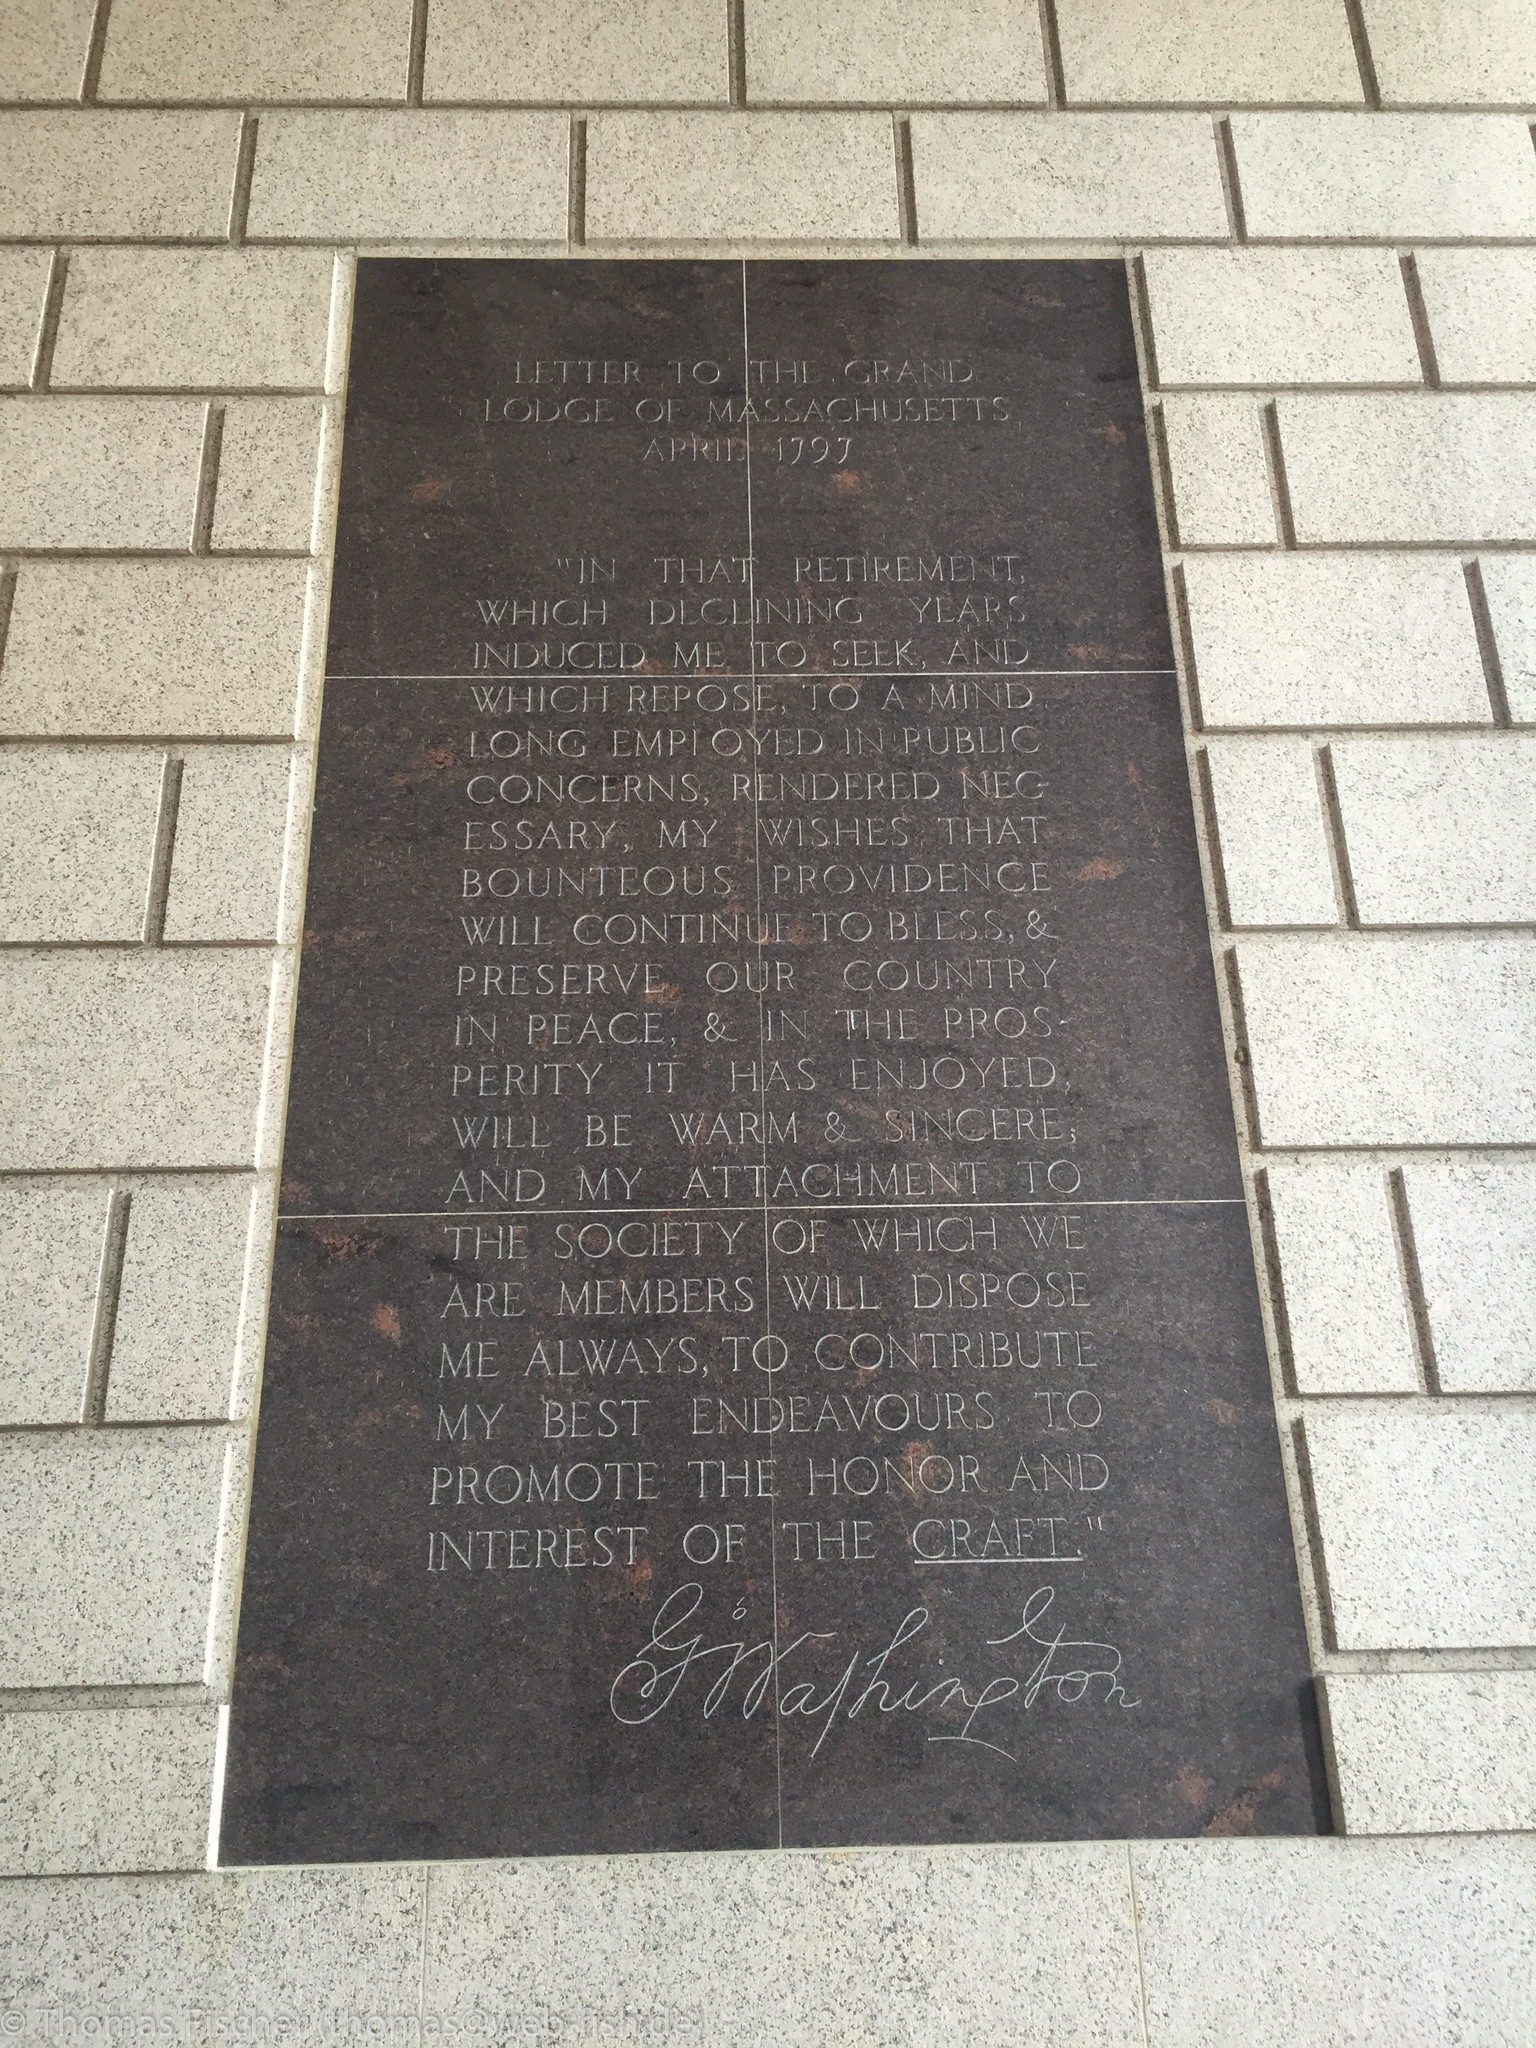 LETTER TO THE GRAND
LODGE OF MASSACHUSETTS,
APRIL 1797
"IN THAT RETIREMENT,
WHICH DECLINING YEARS
INDUCED ME TO SEEK, AND
WHICH REPOSE, TO A MIND
LONG EMPLOYED IN PUBLIC
CONCERNS, RENDERED NEC-
ESSARY, MY WISHES THAT
BOUNTEOUS PROVIDENCE
WILL CONTINUE TO BLESS, &
PRESERVE OUR COUNTRY
IN PEACE, & IN THE PROS-
PERITY IT HAS ENJOYED,
WILL BE WARM & SINCERE;
AND MY ATTACHMENT TO
THE SOCIETY OF WHICH WE
ARE MEMBERS WILL DISPOSE
ME ALWAYS, TO CONTRIBUTE
MY BEST ENDEAVOURS TO
PROMOTE THE HONOR AND
INTEREST OF THE CRAFT."
Go Washington
© Thomas Fischer (thomas@web-fish.de)